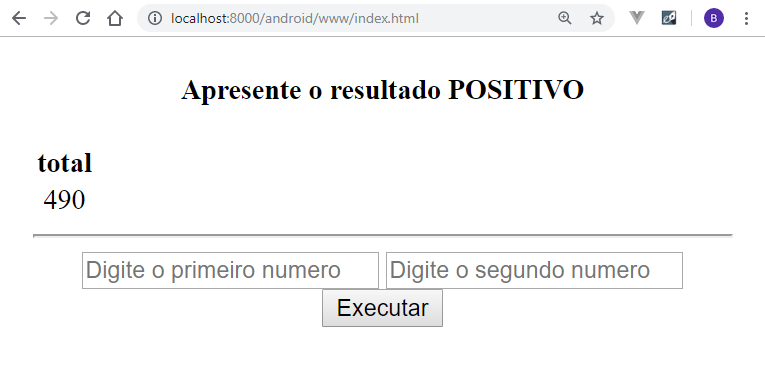 localhost:8000/android/www/index.html
B
Apresente o resultado POSITIVO
total
490
Digite o primeiro numero Digite o segundo numero
Executar